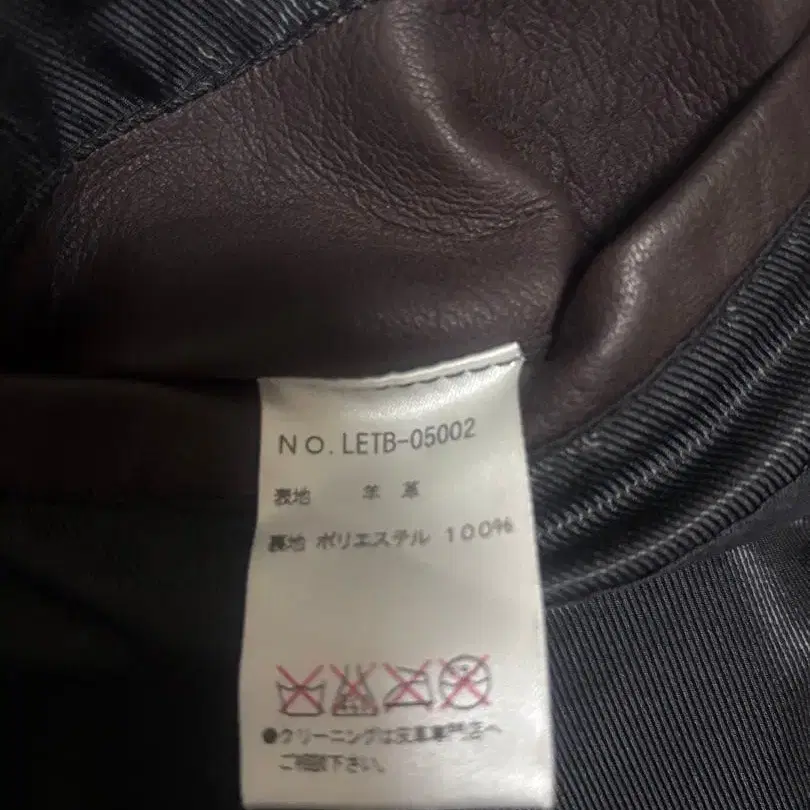 NO.LETB-05002
表地 羊革
裏地 ポリエステル 100%
●クリーニングは皮革専門店へ
ご相談下さい。